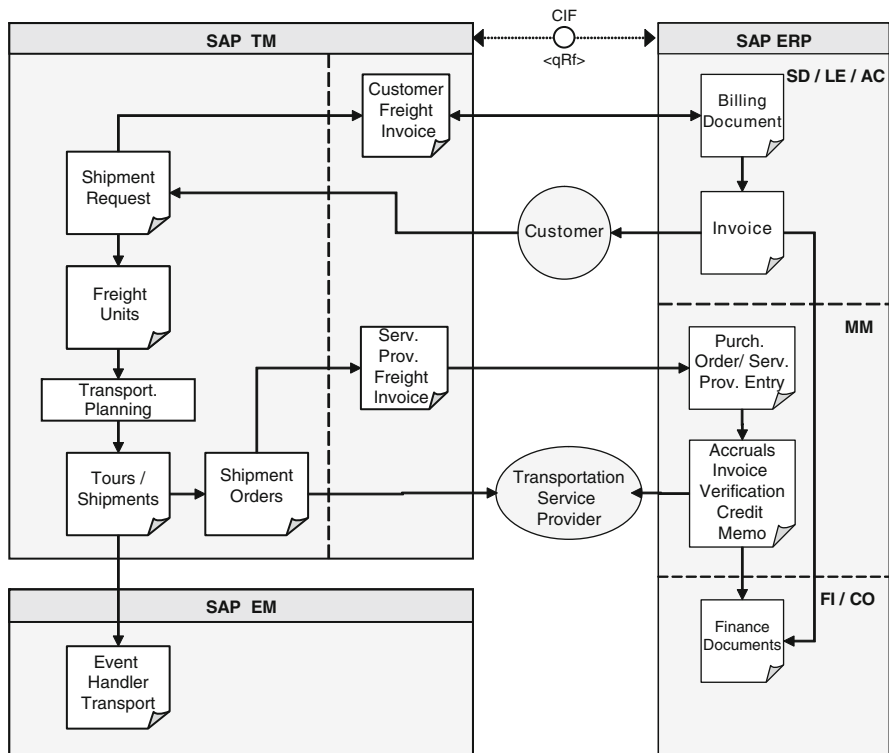 CIF
<qRf>
SAP TM
SAP ERP
SD / LE / AC
Customer
Freight
Invoice
Billing
Document
Shipment
Request
Customer
Invoice
Freight
Units
MM
Serv.
Prov.
Freight
Invoice
Purch.
Order/ Serv.
Prov. Entry
Transport.
Planning
Tours /
Shipments
Shipment
Orders
Transportation
Service
Provider
Accruals
Invoice
Verification
Credit
Memo
SAP EM
FI / CO
Event
Handler
Transport
Finance
Documents